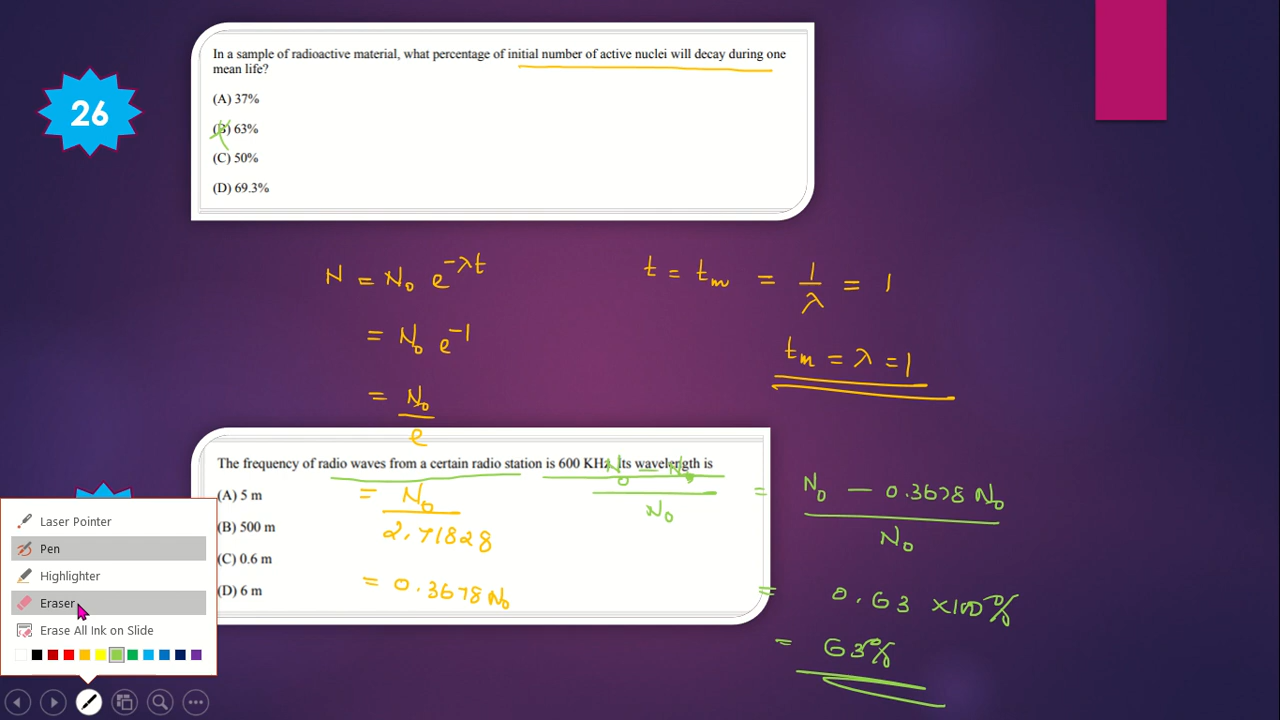 26
In a sample of radioactive material, what percentage of initial number of active nuclei will decay during one
mean life?
(A) 37%
(B) 63%
(C) 50%
(D) 69.3%
N = N₀ e^{-λt}
t = tₘ = 1/λ = 1
= N₀ e^{-1}
tₘ = λ = 1
= N₀/e
The frequency of radio waves from a certain radio station is 600 KHz, Its wavelength is
(A) 5 m
(B) 500 m
(C) 0.6 m
(D) 6 m
= N₀/2.71828
= 0.3678 N₀
= N₀ — 0.3678 N₀ / N₀
= 0.63 ×100%
= 63%
Laser Pointer
Pen
Highlighter
Eraser
Erase All Ink on Slide